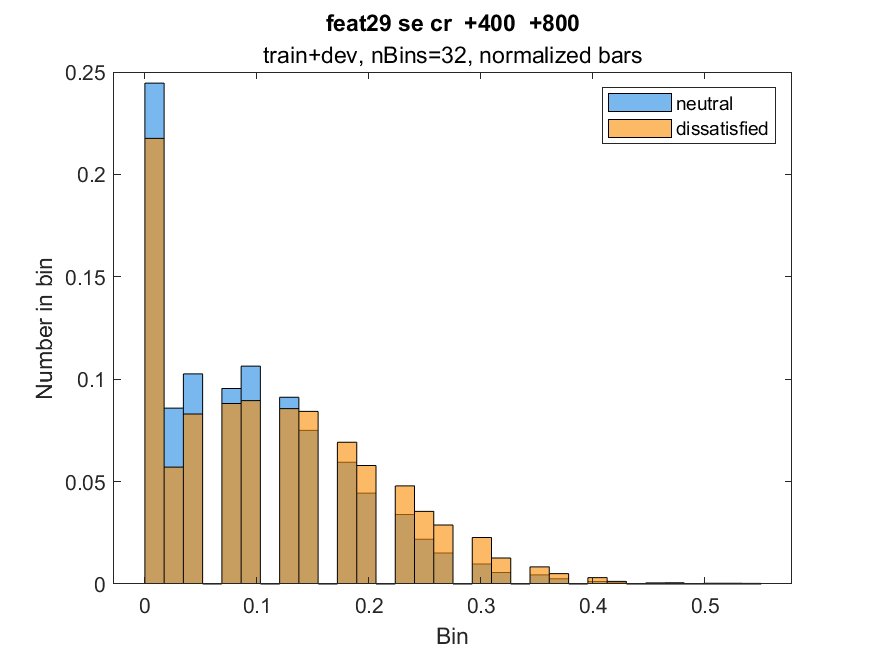 feat29 se cr  +400  +800
train+dev, nBins=32, normalized bars
neutral
dissatisfied
0.25
0.2
0.15
0.1
0.05
0
Number in bin
0
0.1
0.2
0.3
0.4
0.5
Bin